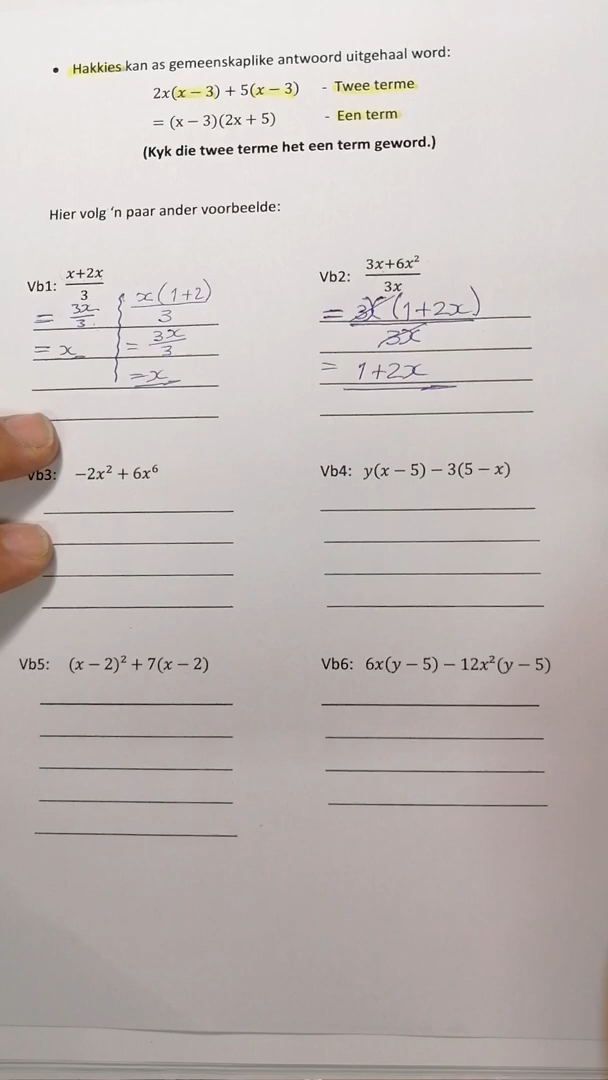 • Hakkies kan as gemeenskaplike antwoord uitgehaal word:
2x(x − 3) + 5(x − 3) - Twee terme
= (x − 3)(2x + 5) - Een term
(Kyk die twee terme het een term geword.)
Hier volg ‘n paar ander voorbeelde:
Vb1: x+2x / 3
= 3x / 3
= x
x(1+2) / 3
= 3x / 3
= x
Vb2: 3x+6x² / 3x
= 3x(1+2x) / 3x
= 1+2x
Vb3: −2x² + 6x⁶
Vb4: y(x − 5) − 3(5 − x)
Vb5: (x − 2)² + 7(x − 2)
Vb6: 6x(y − 5) − 12x²(y − 5)